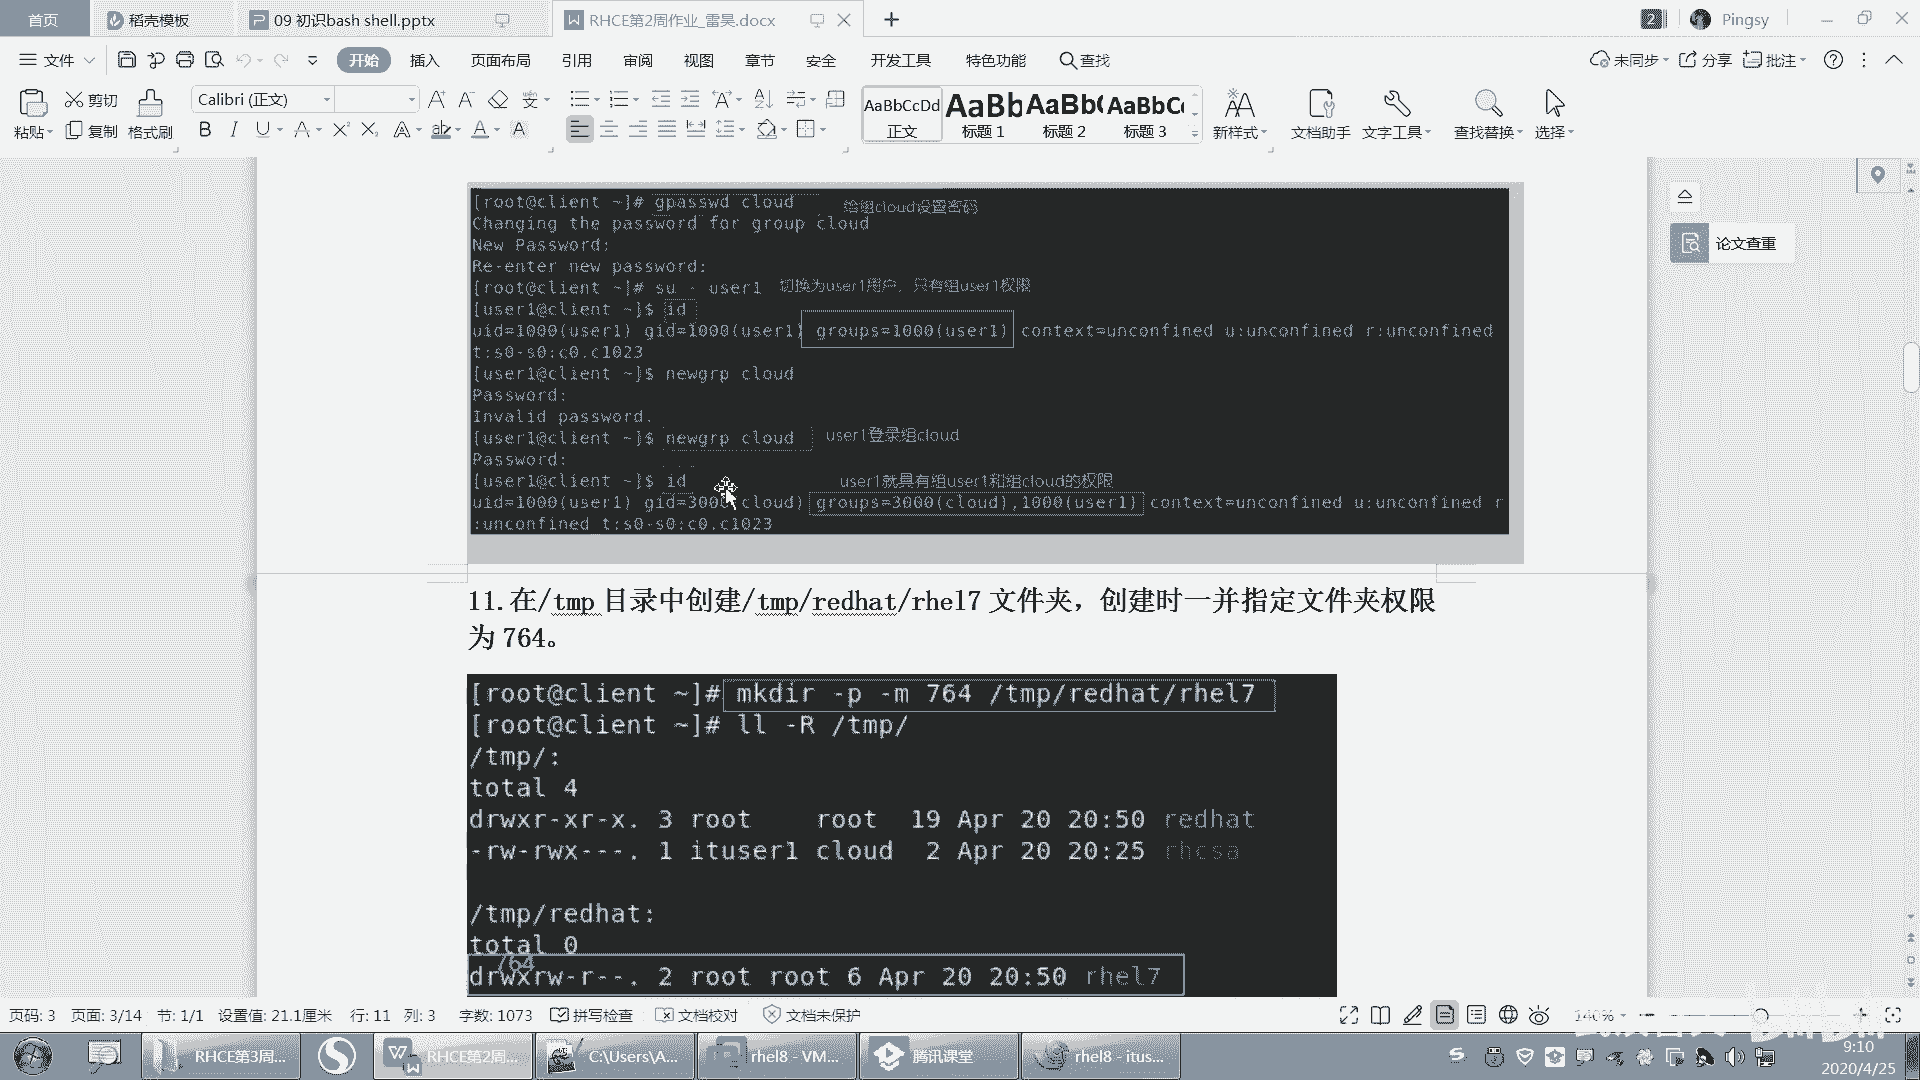 首页
稻壳模板
09 初识bash shell.pptx
RHCE第2周作业_雷昊.docx
2
Pingsy
文件
开始
插入
页面布局
引用
审阅
视图
章节
安全
开发工具
特色功能
查找
未同步
分享
批注
粘贴
剪切
复制
格式刷
Calibri (正文)
AaBbCcDd
正文
AaBb
标题 1
AaBb(
标题 2
AaBbC
标题 3
新样式
文档助手
文字工具
查找替换
选择
论文查重
[root@client ~]# gpasswd cloud 给组cloud设置密码
Changing the password for group cloud
New Password:
Re-enter new password:
[root@client ~]# su - user1 切换为user1用户，只有组user1权限
[user1@client ~]$ id
uid=1000(user1) gid=1000(user1) groups=1000(user1) context=unconfined u:unconfined r:unconfined
t:s0-s0:c0.c1023
[user1@client ~]$ newgrp cloud
Password:
Invalid password.
[user1@client ~]$ newgrp cloud user1登录组cloud
Password:
[user1@client ~]$ id user1就具有组user1和组cloud的权限
uid=1000(user1) gid=3000(cloud) groups=3000(cloud),1000(user1) context=unconfined u:unconfined r
:unconfined t:s0-s0:c0.c1023
11.在/tmp 目录中创建/tmp/redhat/rhel7 文件夹，创建时一并指定文件夹权限
为 764。
[root@client ~]# mkdir -p -m 764 /tmp/redhat/rhel7
[root@client ~]# ll -R /tmp/
/tmp/:
total 4
drwxr-xr-x. 3 root root 19 Apr 20 20:50 redhat
-rw-rwx---. 1 ituser1 cloud 2 Apr 20 20:25 rhcsa
/tmp/redhat:
total 0
764
drwxrw-r--. 2 root root 6 Apr 20 20:50 rhel7
页码: 3
页面: 3/14
节: 1/1
设置值: 21.1厘米
行: 11
列: 3
字数: 1073
拼写检查
文档校对
文档未保护
140%
RHCE第3周...
RHCE第2周...
C:\Users\A...
rhel8 - VM...
腾讯课堂
rhel8 - itus...
9:10
2020/4/25